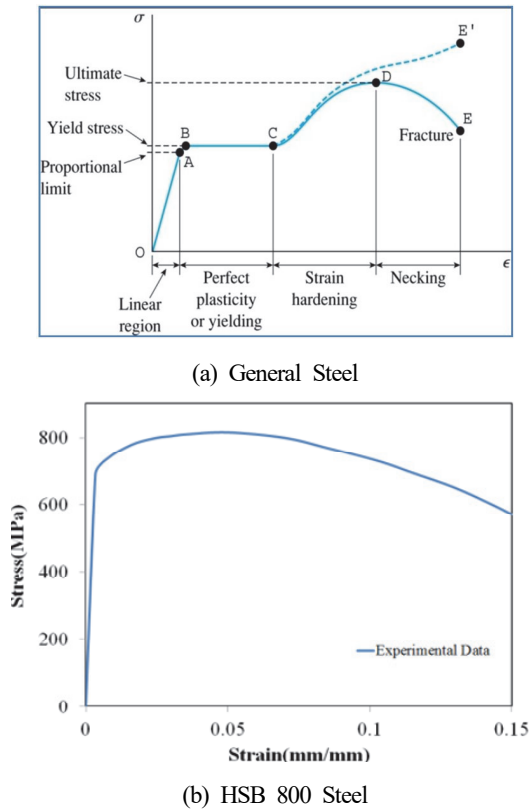 σ
E'
Ultimate
stress
D
Yield stress
B
C
E
Proportional
limit
A
Fracture
O
ϵ
Linear
region
Perfect
plasticity
or yielding
Strain
hardening
Necking
(a) General Steel
800
600
400
200
0
Stress(MPa)
Experimental Data
0
0.05
0.1
0.15
Strain(mm/mm)
(b) HSB 800 Steel